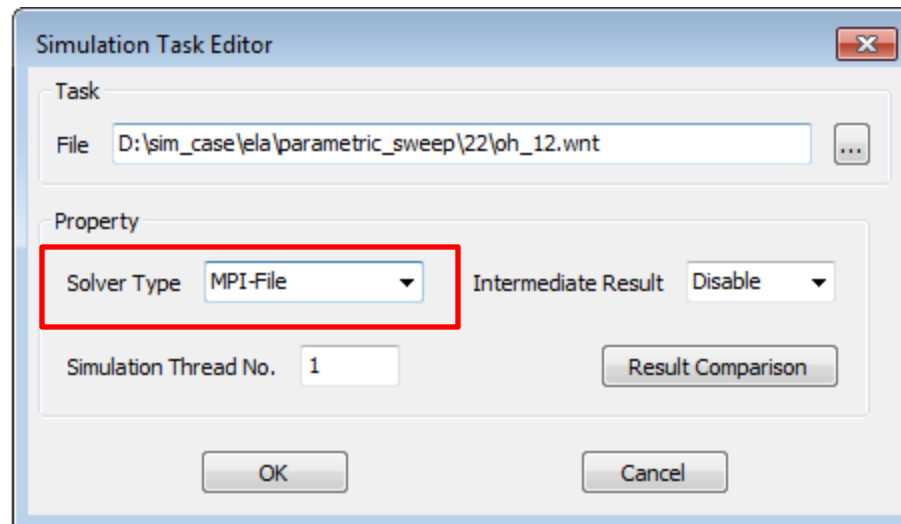 Simulation Task Editor
Task
File D:\sim_case\ela\parametric_sweep\22\oh_12.wnt ...
Property
Solver Type MPI-File Intermediate Result Disable
Simulation Thread No. 1 Result Comparison
OK Cancel